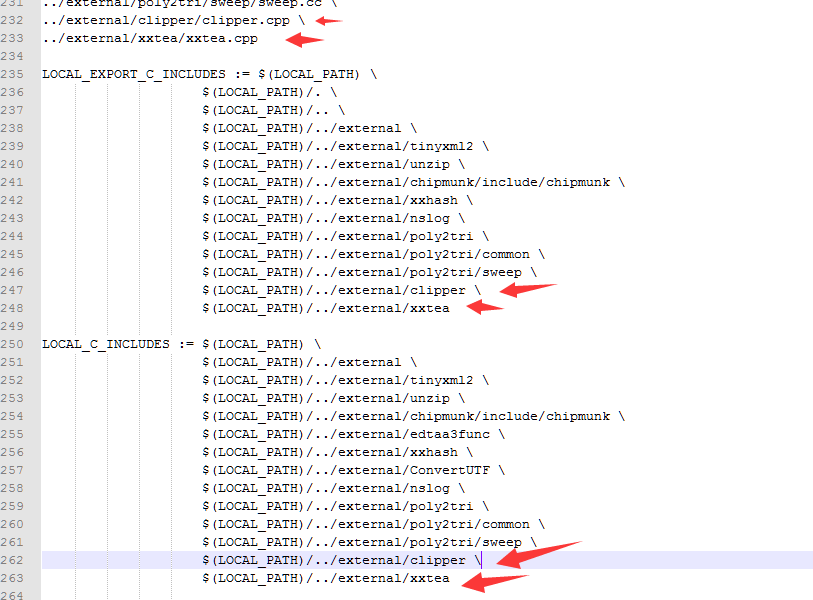 231 ../external/poly2tri/sweep/sweep.cc \
232 ../external/clipper/clipper.cpp \
233 ../external/xxtea/xxtea.cpp
234
235 LOCAL_EXPORT_C_INCLUDES := $(LOCAL_PATH) \
236 $(LOCAL_PATH)/. \
237 $(LOCAL_PATH)/.. \
238 $(LOCAL_PATH)/../external \
239 $(LOCAL_PATH)/../external/tinyxml2 \
240 $(LOCAL_PATH)/../external/unzip \
241 $(LOCAL_PATH)/../external/chipmunk/include/chipmunk \
242 $(LOCAL_PATH)/../external/xxhash \
243 $(LOCAL_PATH)/../external/nslog \
244 $(LOCAL_PATH)/../external/poly2tri \
245 $(LOCAL_PATH)/../external/poly2tri/common \
246 $(LOCAL_PATH)/../external/poly2tri/sweep \
247 $(LOCAL_PATH)/../external/clipper \
248 $(LOCAL_PATH)/../external/xxtea
249
250 LOCAL_C_INCLUDES := $(LOCAL_PATH) \
251 $(LOCAL_PATH)/../external \
252 $(LOCAL_PATH)/../external/tinyxml2 \
253 $(LOCAL_PATH)/../external/unzip \
254 $(LOCAL_PATH)/../external/chipmunk/include/chipmunk \
255 $(LOCAL_PATH)/../external/edtaa3func \
256 $(LOCAL_PATH)/../external/xxhash \
257 $(LOCAL_PATH)/../external/ConvertUTF \
258 $(LOCAL_PATH)/../external/nslog \
259 $(LOCAL_PATH)/../external/poly2tri \
260 $(LOCAL_PATH)/../external/poly2tri/common \
261 $(LOCAL_PATH)/../external/poly2tri/sweep \
262 $(LOCAL_PATH)/../external/clipper \
263 $(LOCAL_PATH)/../external/xxtea
264